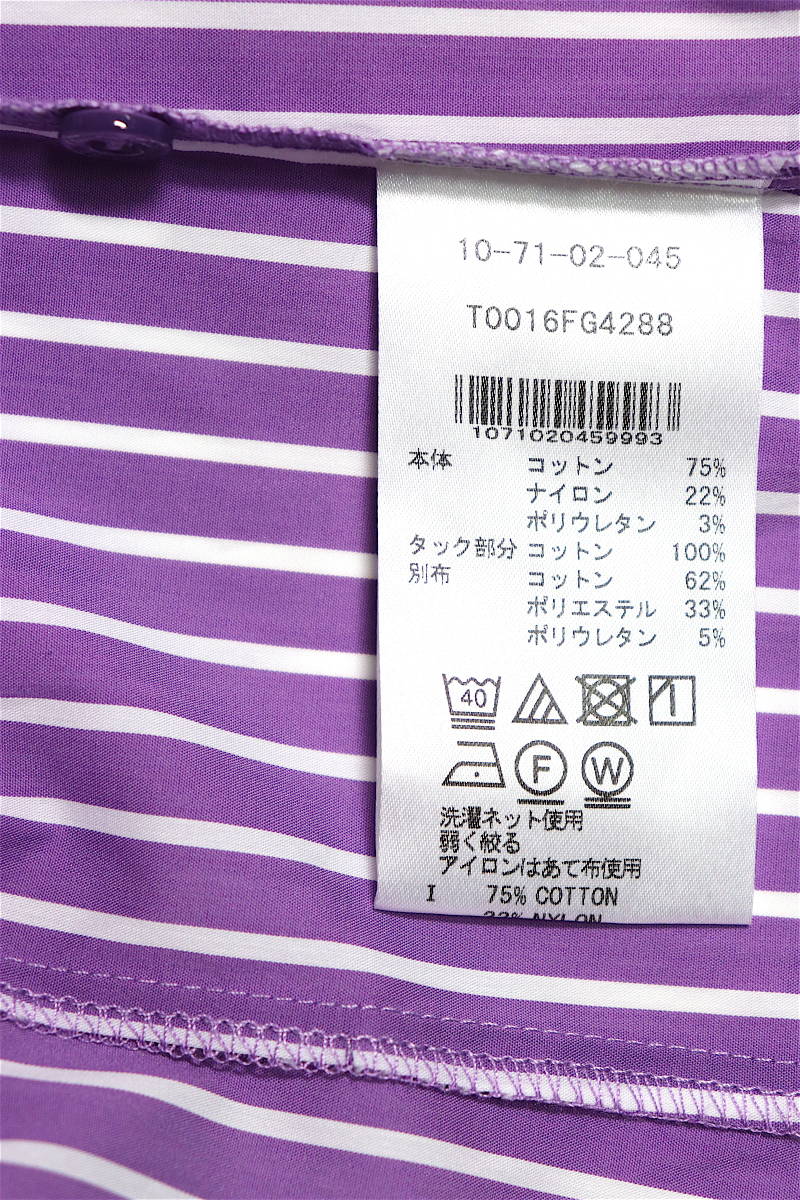 10-71-02-045
T0016FG4288
1071020459993
本体 コットン 75%
ナイロン 22%
ポリウレタン 3%
タック部分 コットン 100%
別布 コットン 62%
ポリエステル 33%
ポリウレタン 5%
40
F W
洗濯ネット使用
弱く絞る
アイロンはあて布使用
I 75% COTTON
22% NYLON